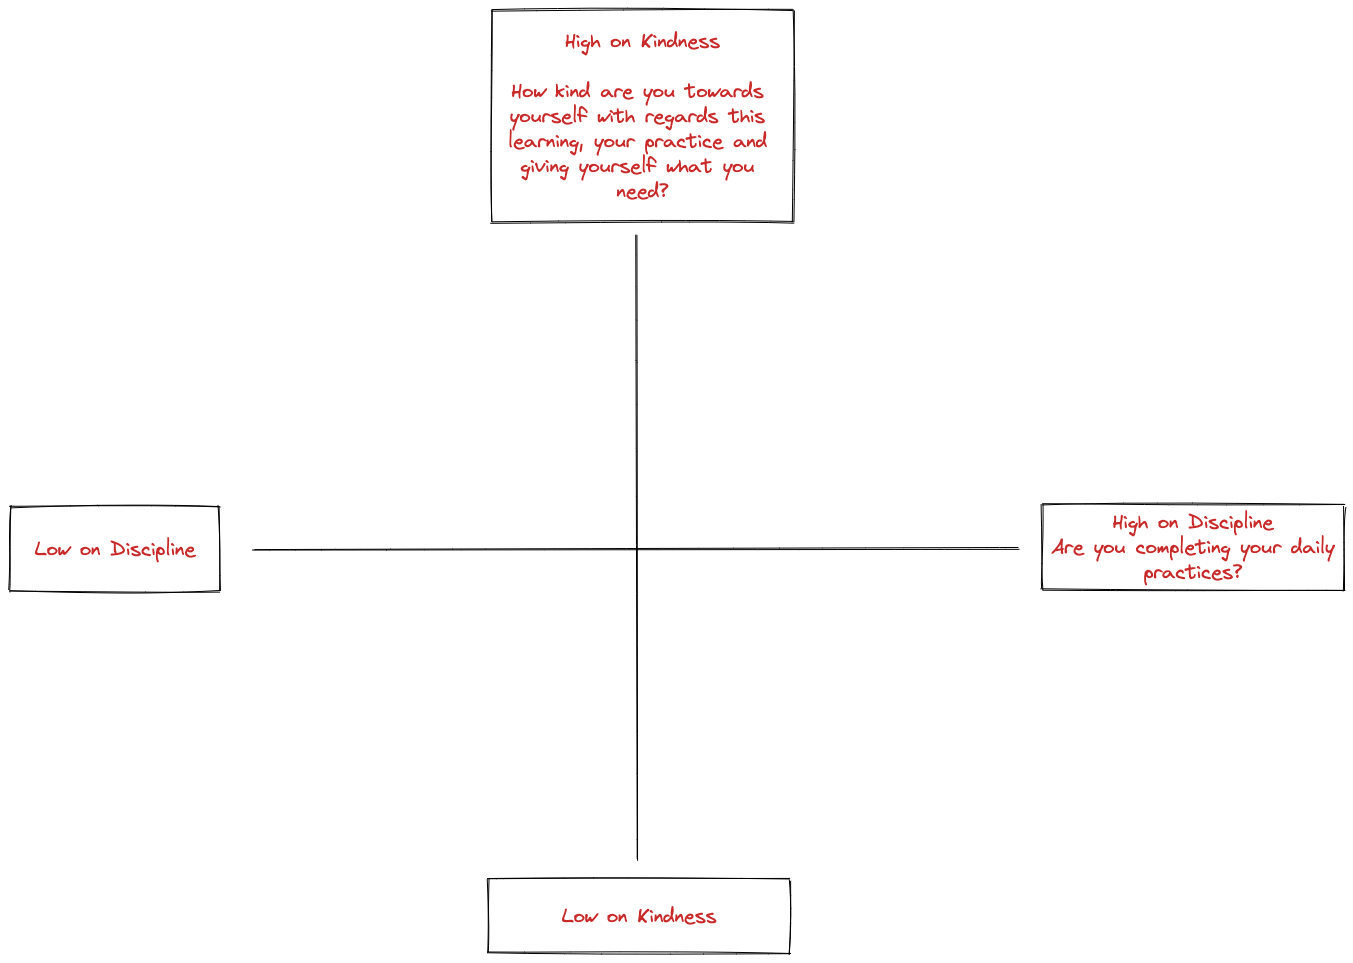 High on Kindness
How kind are you towards
yourself with regards this
learning, your practice and
giving yourself what you
need?
Low on Discipline
High on Discipline
Are you completing your daily
practices?
Low on Kindness